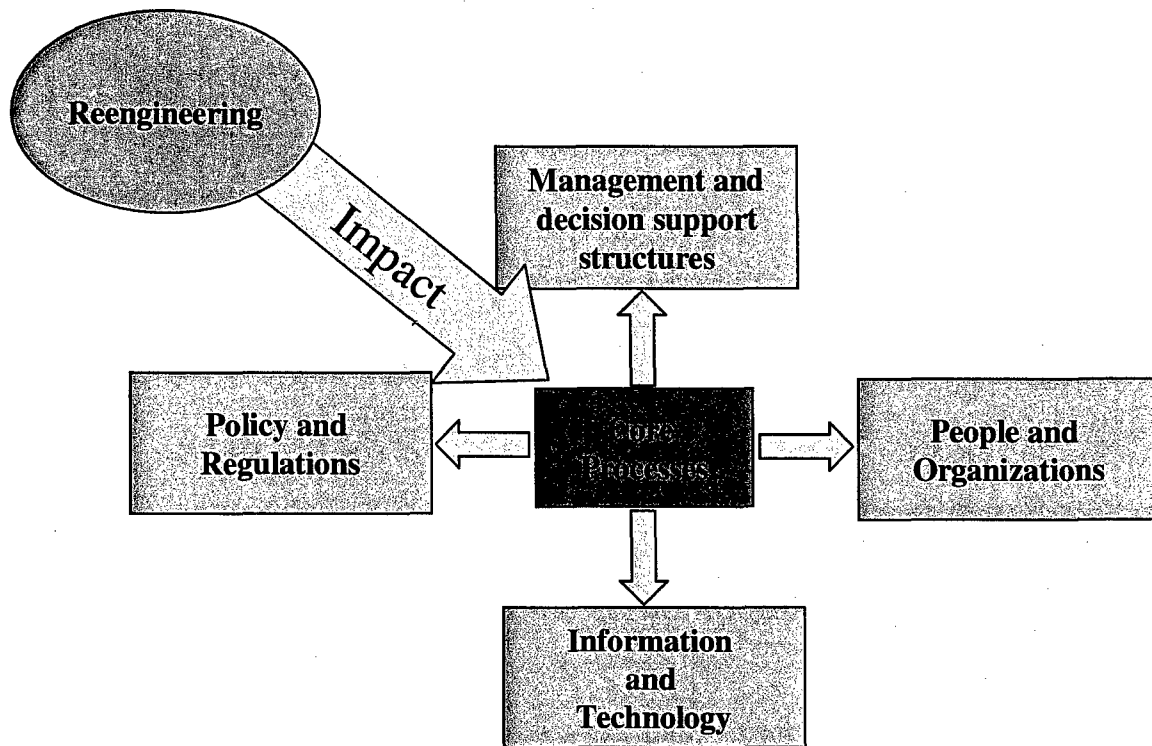 Reengineering
Impact
Management and
decision support
structures
Policy and
Regulations
Core
Processes
People and
Organizations
Information
and
Technology